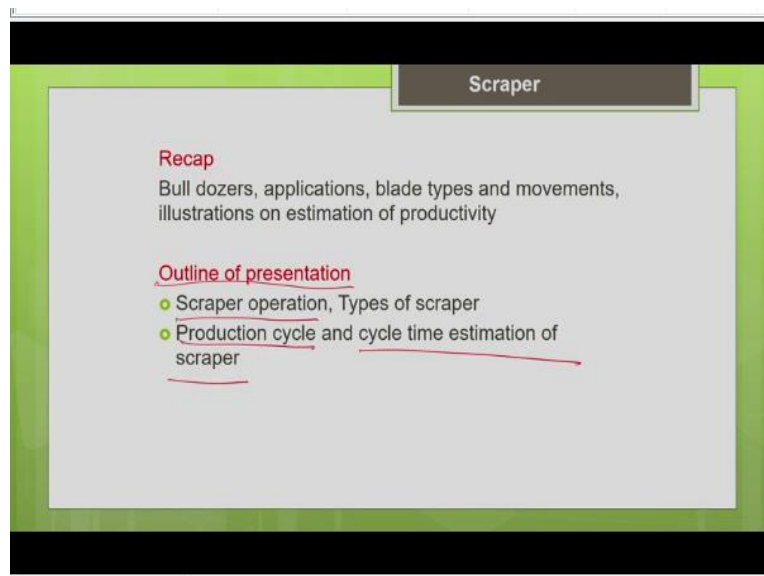 Scraper
Recap
Bull dozers, applications, blade types and movements,
illustrations on estimation of productivity
Outline of presentation
Scraper operation, Types of scraper
Production cycle and cycle time estimation of
scraper